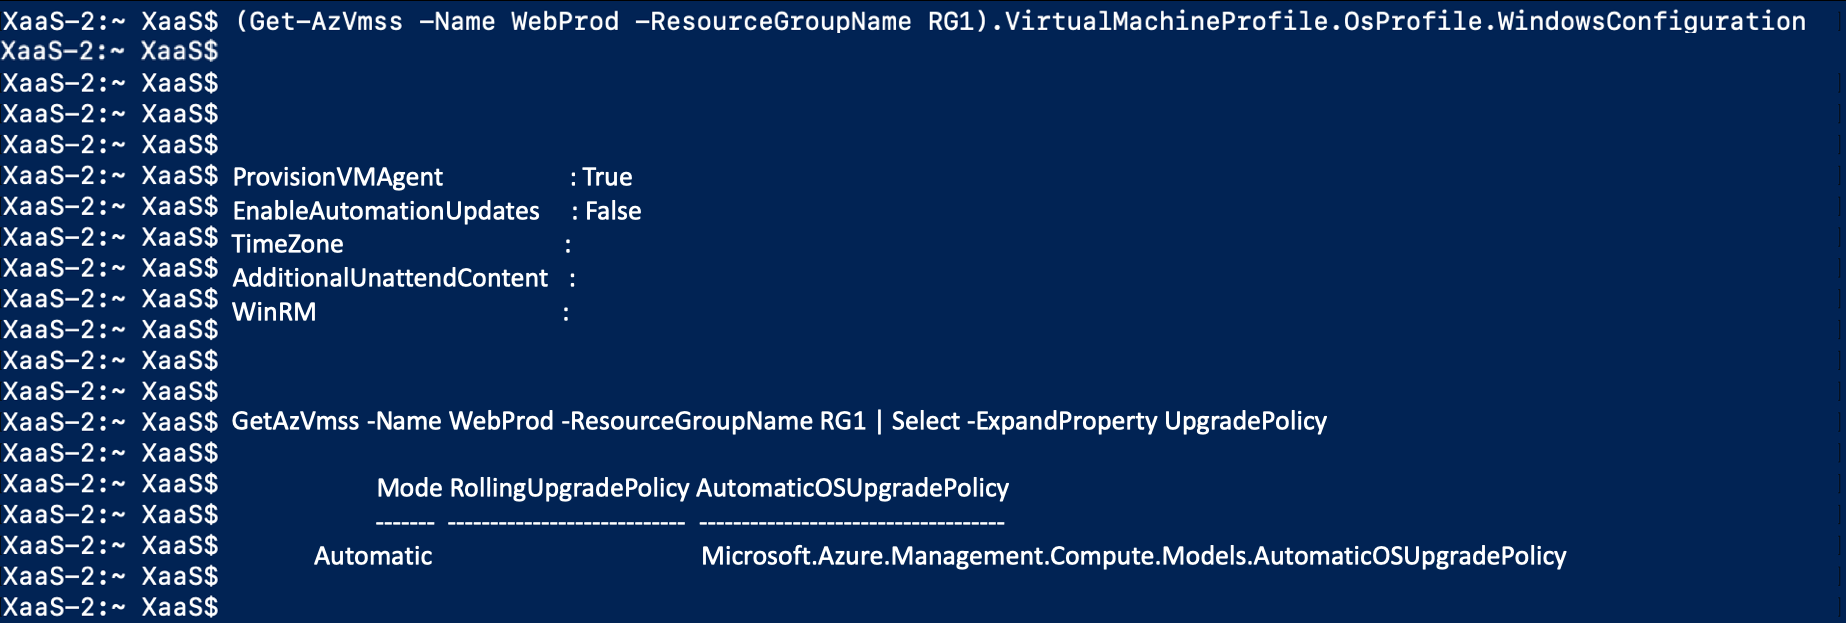 XaaS-2:~ XaaS$ (Get-AzVmss –Name WebProd –ResourceGroupName RG1).VirtualMachineProfile.OsProfile.WindowsConfiguration
XaaS-2:~ XaaS$
XaaS-2:~ XaaS$
XaaS-2:~ XaaS$
XaaS-2:~ XaaS$
XaaS-2:~ XaaS$ ProvisionVMAgent : True
XaaS-2:~ XaaS$ EnableAutomationUpdates : False
XaaS-2:~ XaaS$ TimeZone :
XaaS-2:~ XaaS$ AdditionalUnattendContent :
XaaS-2:~ XaaS$ WinRM :
XaaS-2:~ XaaS$
XaaS-2:~ XaaS$
XaaS-2:~ XaaS$
XaaS-2:~ XaaS$ GetAzVmss -Name WebProd -ResourceGroupName RG1 | Select -ExpandProperty UpgradePolicy
XaaS-2:~ XaaS$
XaaS-2:~ XaaS$ Mode RollingUpgradePolicy AutomaticOSUpgradePolicy
XaaS-2:~ XaaS$ ------- --------------------------- -----------------------------------
XaaS-2:~ XaaS$ Automatic Microsoft.Azure.Management.Compute.Models.AutomaticOSUpgradePolicy
XaaS-2:~ XaaS$
XaaS-2:~ XaaS$